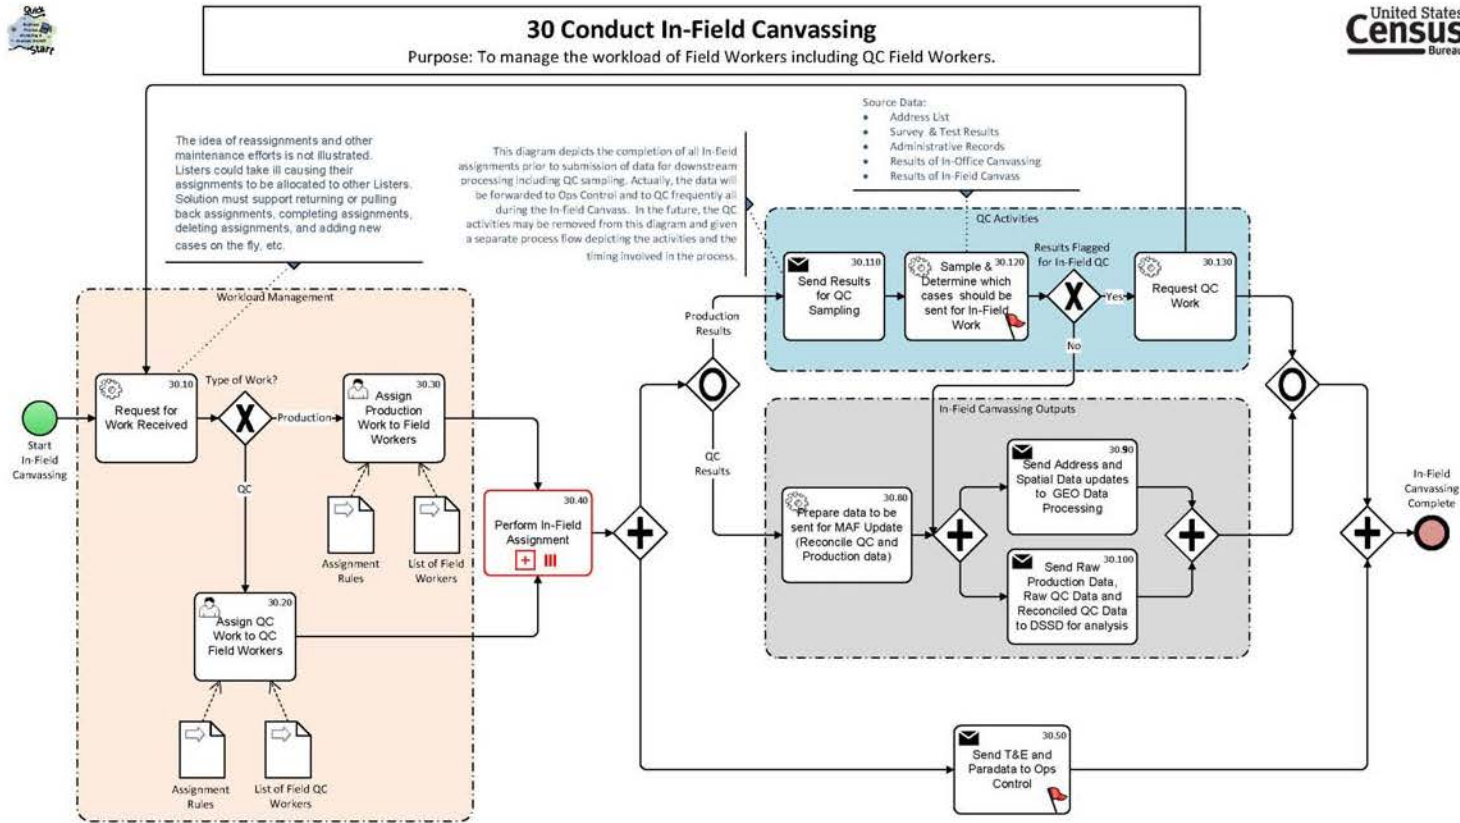 Quick
Start
30 Conduct In-Field Canvassing
Purpose: To manage the workload of Field Workers including QC Field Workers.
United States
Census
Bureau
The idea of reassignments and other
maintenance efforts is not illustrated.
Listers could take ill causing their
assignments to be allocated to other Listers.
Solution must support returning or pulling
back assignments, completing assignments,
deleting assignments, and adding new
cases on the fly, etc.
This diagram depicts the completion of all In-field
assignments prior to submission of data for downstream
processing including QC sampling. Actually, the data will
be forwarded to Ops Control and to QC frequently all
during the In-field Canvass. In the future, the QC
activities may be removed from this diagram and given
a separate process flow depicting the activities and the
timing involved in the process.
Source Data:
• Address List
• Survey & Test Results
• Administrative Records
• Results of In-Office Canvassing
• Results of In-Field Canvass
QC Activities
30.110
Send Results
for QC
Sampling
30.120
Sample &
Determine which
cases should be
sent for In-Field
Work
Results Flagged
for In-Field QC
X
Yes
No
30.130
Request QC
Work
Workload Management
Start
In-Field
Canvassing
30.10
Request for
Work Received
Type of Work?
X
Production
QC
30.30
Assign
Production
Work to Field
Workers
Assignment
Rules
List of Field
Workers
30.20
Assign QC
Work to QC
Field Workers
Assignment
Rules
List of Field QC
Workers
30.40
Perform In-Field
Assignment
Production
Results
QC
Results
In-Field Canvassing Outputs
30.80
Prepare data to be
sent for MAF Update
(Reconcile QC and
Production data)
30.90
Send Address and
Spatial Data updates
to GEO Data
Processing
30.100
Send Raw
Production Data,
Raw QC Data and
Reconciled QC Data
to DSSD for analysis
30.50
Send T&E and
Paradata to Ops
Control
In-Field
Canvassing
Complete